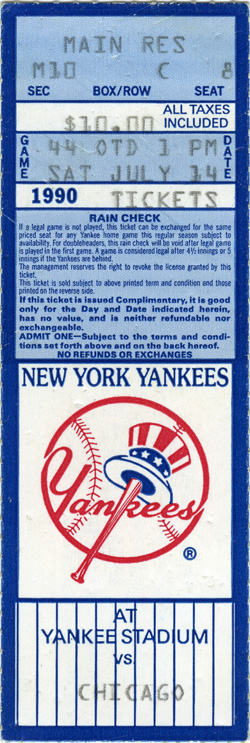 MAIN RES
M10 C 8
SEC BOX/ROW SEAT
ALL TAXES
$10.00 INCLUDED
GAME 44 OTD 1 PM DATE
SAT JULY 14
1990 TICKETS
RAIN CHECK
If a legal game is not played, this ticket can be exchanged for the same
priced seat for any Yankee home game this regular season subject to
availability. For doubleheaders, this rain check will be void after legal game
is played in the first game. A game is considered legal after 4½ innings or 5
innings if the Yankees are behind.
The management reserves the right to revoke the license granted by this
ticket.
This ticket is sold subject to above printed term and condition and those
printed on the reverse side.
If this ticket is issued Complimentary, it is good
only for the Day and Date indicated herein,
has no value, and is neither refundable nor
exchangeable.
ADMIT ONE—Subject to the terms and condi-
tions set forth above and on the back hereof.
NO REFUNDS OR EXCHANGES
NEW YORK YANKEES
Yankees
®
AT
YANKEE STADIUM
vs.
CHICAGO